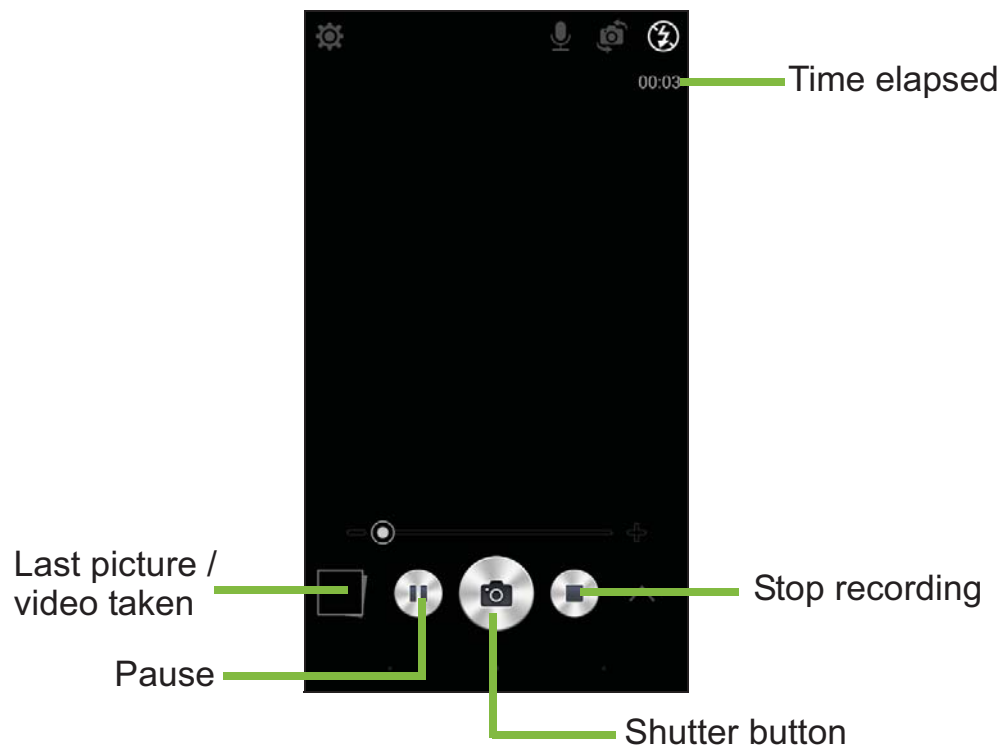 00:03
Time elapsed
Last picture /
video taken
Stop recording
Pause
Shutter button